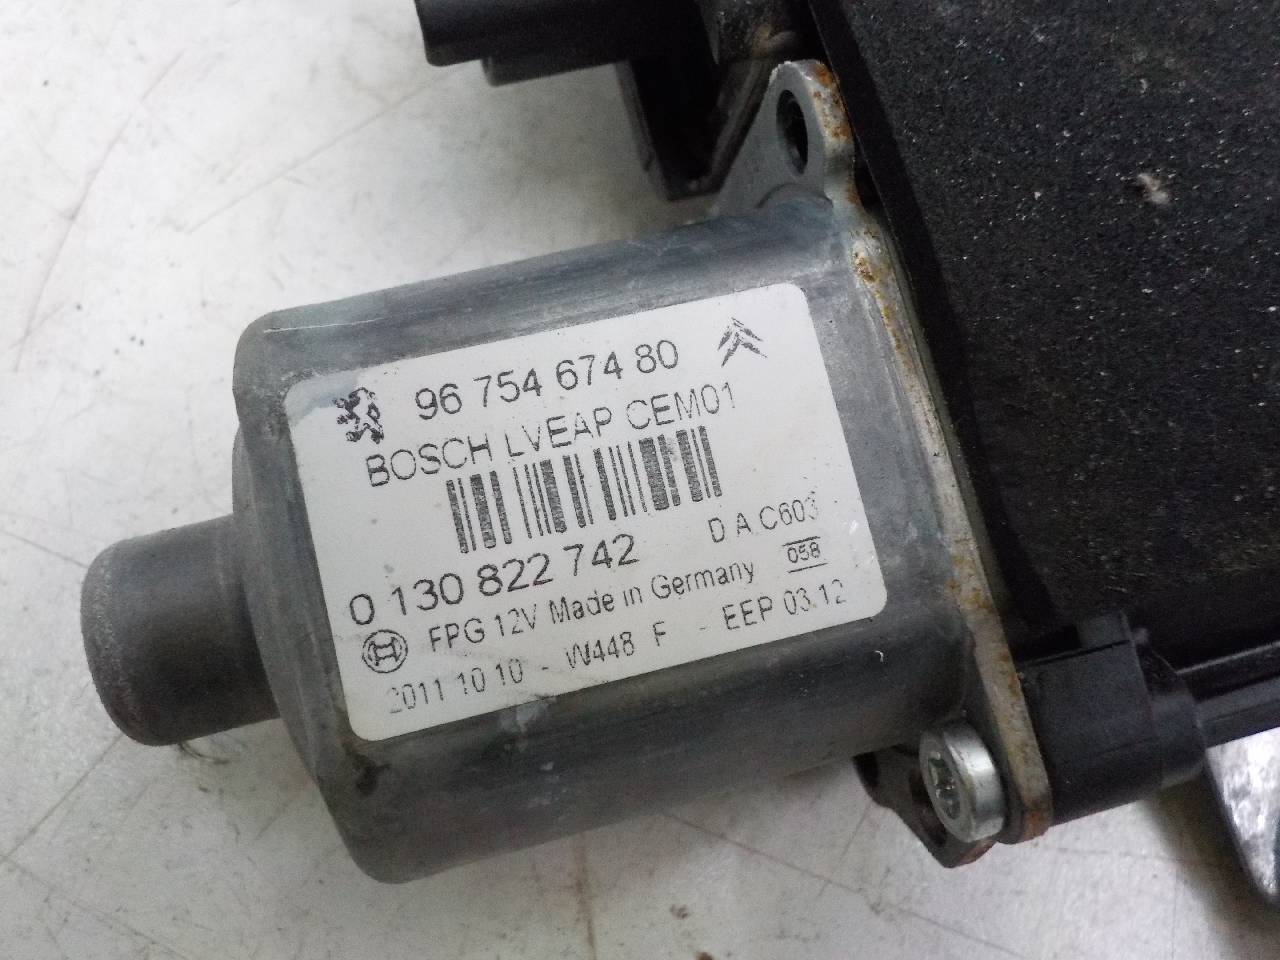 96 754 674 80
BOSCH LVEAP CEM01
0 130 822 742 D A C603
FPG 12V Made in Germany 058
2011 10 10 - W448 F - EEP 03.12